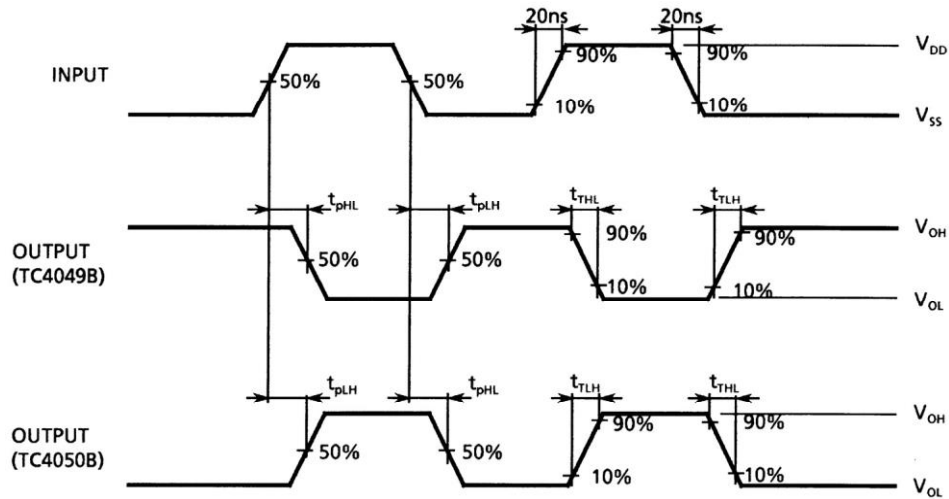 20ns 20ns
90% 90% V_DD
INPUT 50% 50%
10% 10% V_SS
t_pHL t_pLH t_THL t_TLH
90% 90% V_OH
OUTPUT
(TC4049B) 50% 50%
10% 10% V_OL
t_pLH t_pHL t_TLH t_THL
90% 90% V_OH
OUTPUT
(TC4050B) 50% 50%
10% 10% V_OL